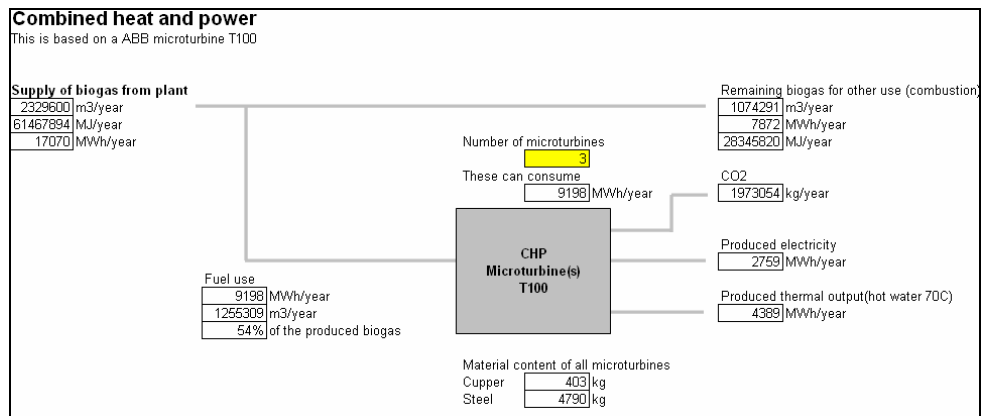 Combined heat and power
This is based on a ABB microturbine T100
Supply of biogas from plant
2329600 m3/year
61467894 MJ/year
17070 MWh/year
Remaining biogas for other use (combustion)
1074291 m3/year
7872 MWh/year
28345820 MJ/year
Number of microturbines
3
These can consume
9198 MWh/year
CO2
1973054 kg/year
CHP
Microturbine(s)
T100
Produced electricity
2759 MWh/year
Fuel use
9198 MWh/year
1255309 m3/year
54% of the produced biogas
Produced thermal output(hot water 70C)
4389 MWh/year
Material content of all microturbines
Cupper 403 kg
Steel 4790 kg